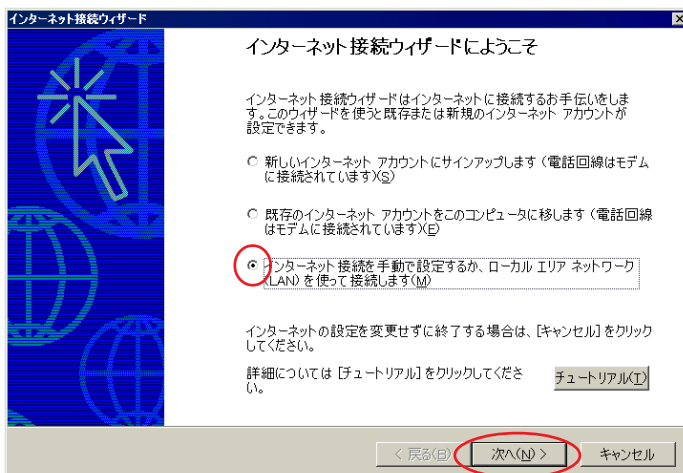 インターネット接続ウィザード
インターネット接続ウィザードにようこそ
インターネット接続ウィザードはインターネットに接続するお手伝いをしま
す。このウィザードを使うと既存または新規のインターネット アカウントが
設定できます。
新しいインターネット アカウントにサインアップします (電話回線はモデム
に接続されています)(S)
既存のインターネット アカウントをこのコンピュータに移します (電話回線
はモデムに接続されています)(E)
インターネット接続を手動で設定するか、ローカル エリア ネットワーク
(LAN) を使って接続します(M)
インターネットの設定を変更せずに終了する場合は、[キャンセル] をクリック
してください。
詳細については [チュートリアル] をクリックしてくださ
い。
チュートリアル(T)
< 戻る(B)
次へ(N) >
キャンセル